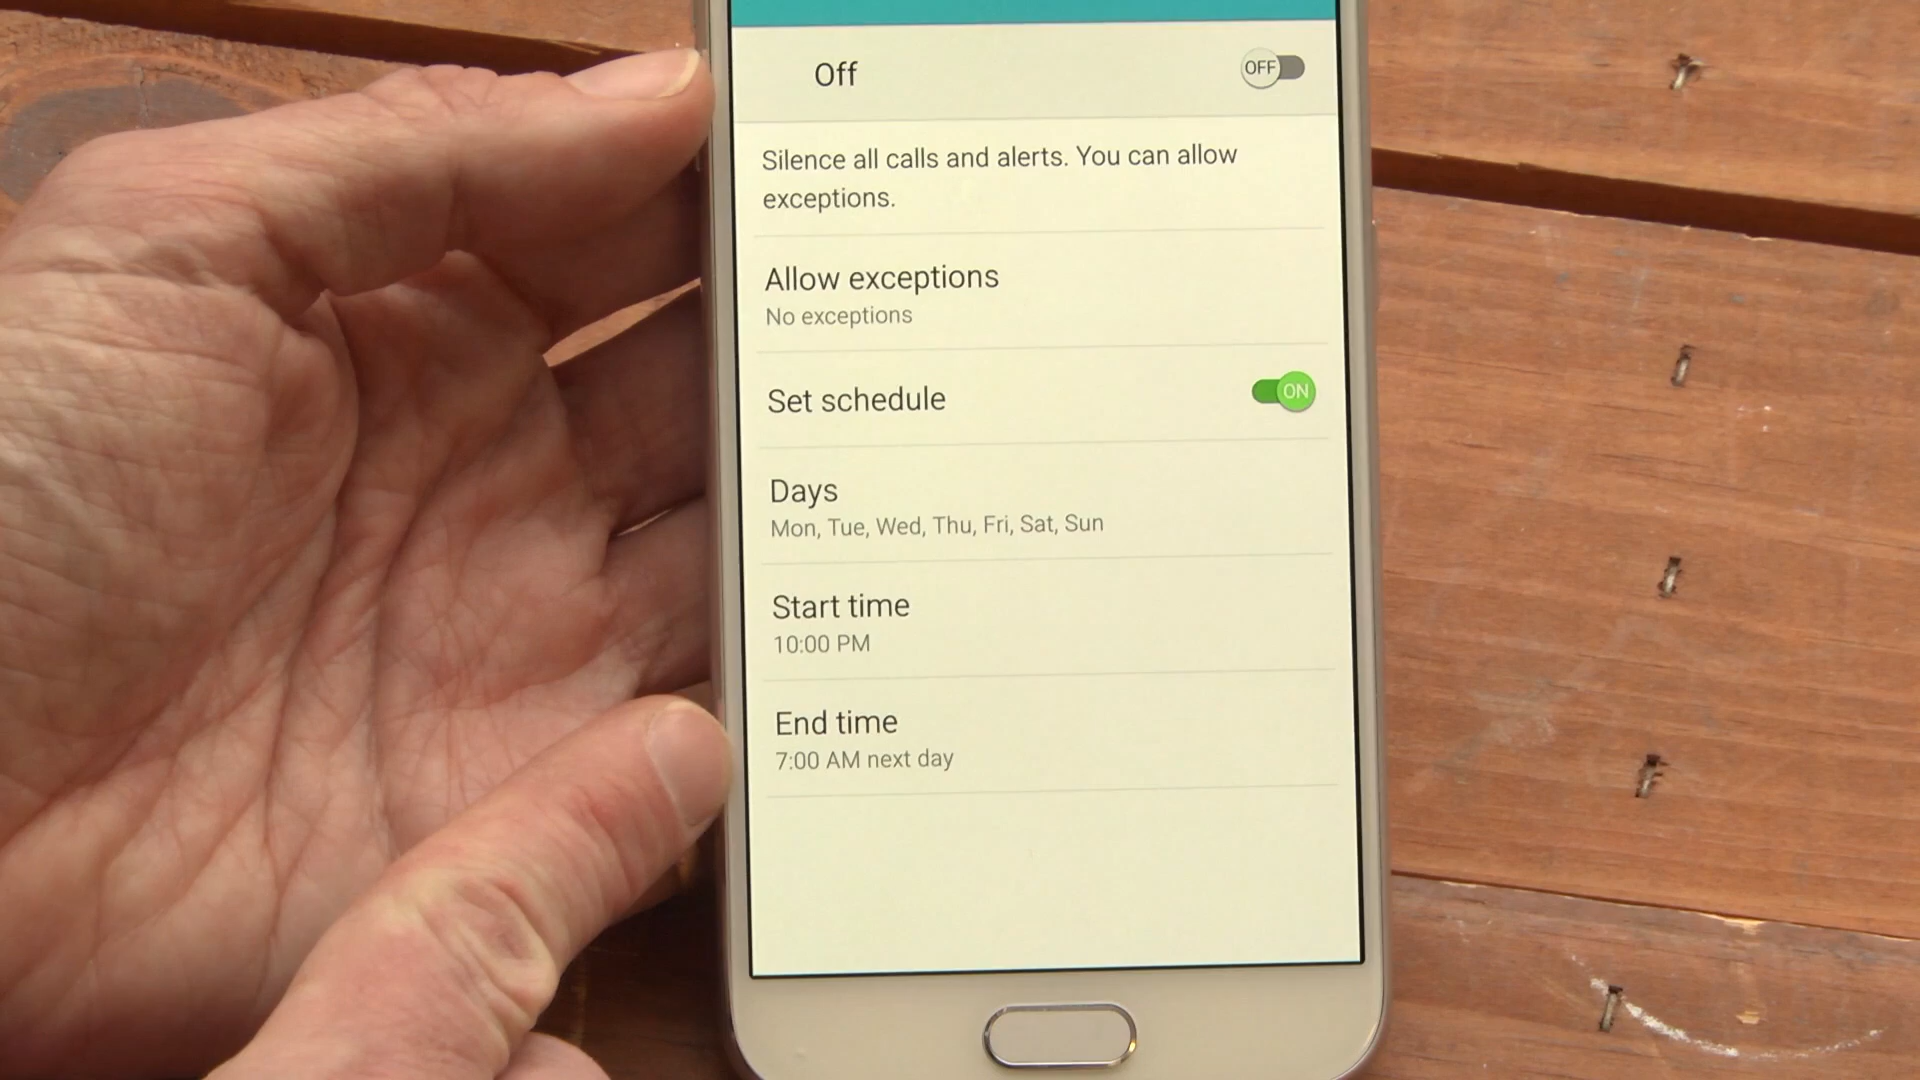 Off
OFF
Silence all calls and alerts. You can allow
exceptions.
Allow exceptions
No exceptions
Set schedule
ON
Days
Mon, Tue, Wed, Thu, Fri, Sat, Sun
Start time
10:00 PM
End time
7:00 AM next day